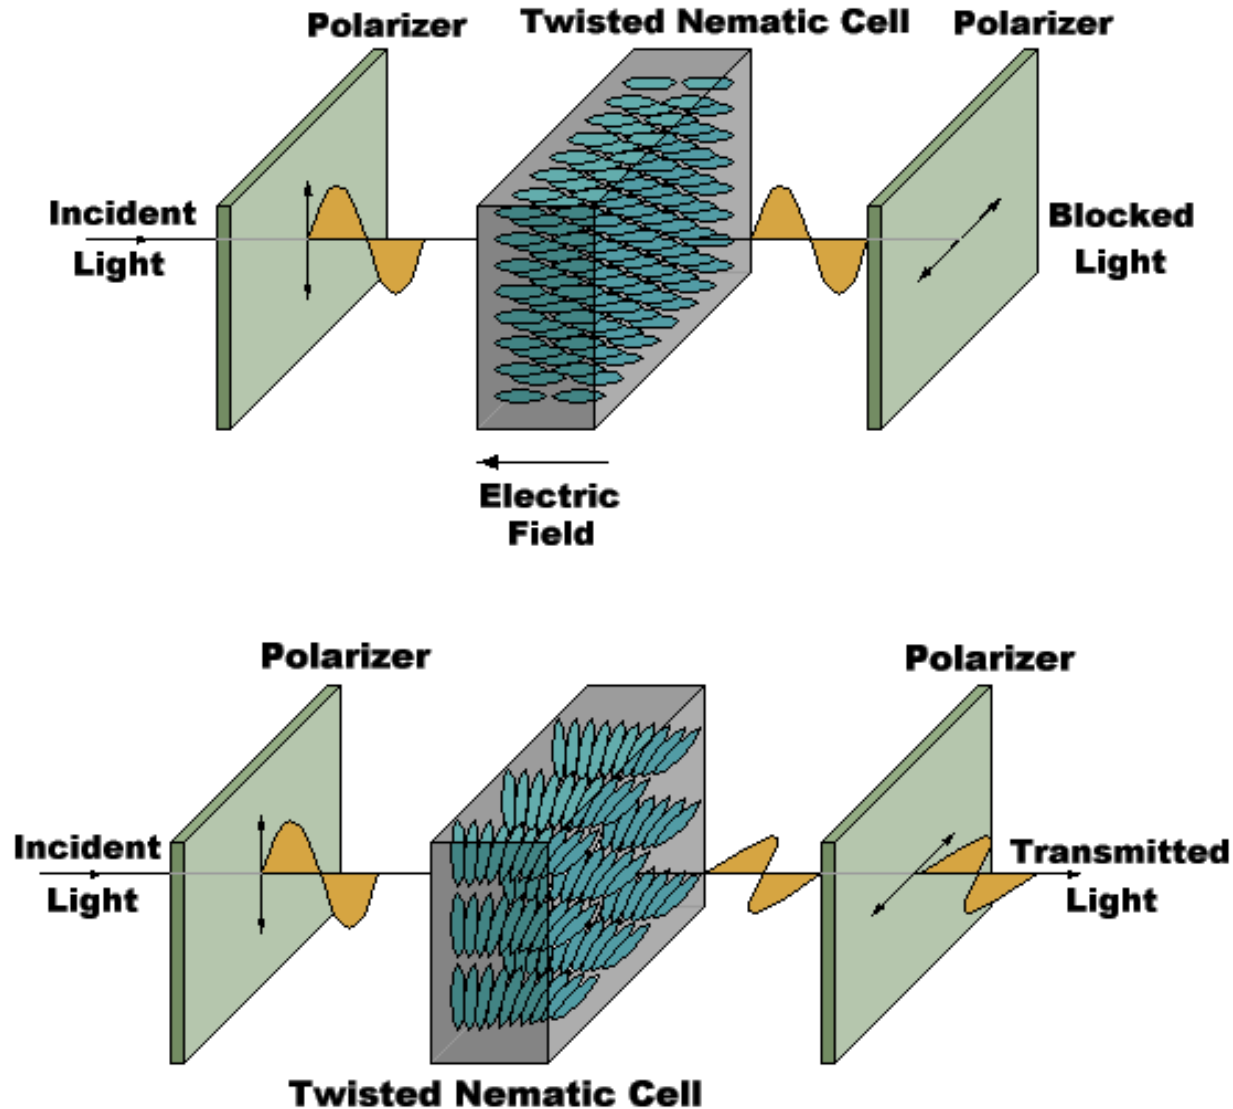 Polarizer
Twisted Nematic Cell
Polarizer
Incident
Light
Blocked
Light
Electric
Field
Polarizer
Polarizer
Incident
Light
Transmitted
Light
Twisted Nematic Cell